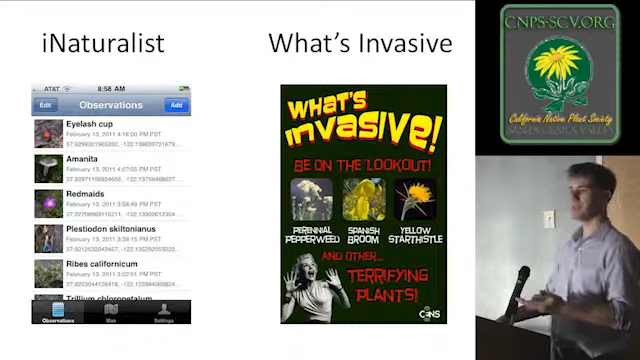 iNaturalist
What's Invasive
AT&T
8:58 AM
Edit
Observations
Add
Eyelash cup
February 13, 2011 4:16:00 PM PST
Amanita
February 13, 2011 4:07:05 PM PST
Redmaids
February 13, 2011 3:58:49 PM PST
Plestiodon skiltonianus
February 13, 2011 3:39:15 PM PST
Ribes californicum
February 13, 2011 3:02:51 PM PST
Trillium chloropetalum
Observations
Map
Settings
WHAT'S
INVASIVE!
BE ON THE LOOKOUT!
PERENNIAL
PEPPERWEED
SPANISH
BROOM
YELLOW
STARTHISTLE
AND OTHER...
TERRIFYING
PLANTS!
CENS
CNPS-SCV.ORG
California Native Plant Society
SANTA CLARA VALLEY